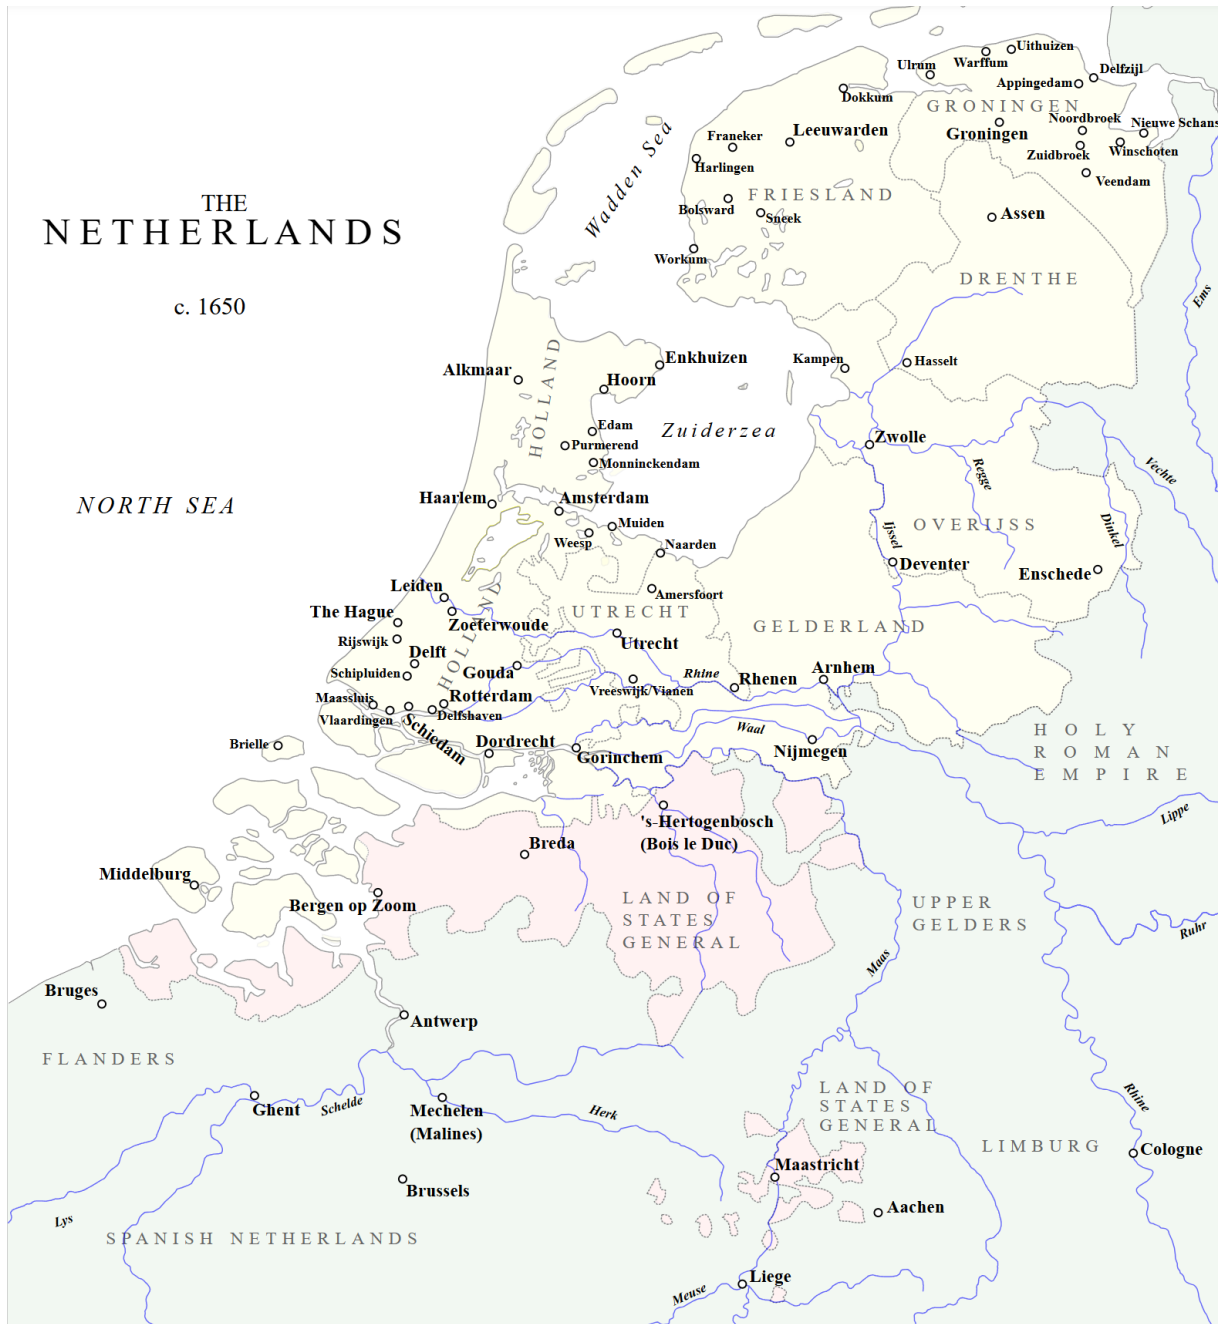 THE
NETHERLANDS
c. 1650
Wadden Sea
NORTH SEA
Zuiderzea
Uithuizen
Warffum
Ulrum
Delfzijl
Appingedam
Dokkum
GRONINGEN
Noordbroek
Nieuwe Schans
Groningen
Franeker
Leeuwarden
Zuidbroek
Winschoten
Harlingen
Veendam
FRIESLAND
Bolsward
Sneek
Assen
Workum
DRENTHE
Ems
HOLLAND
Enkhuizen
Kampen
Hasselt
Alkmaar
Hoorn
Edam
Purmerend
Monninckendam
Zwolle
Regge
Vechte
Haarlem
Amsterdam
Muiden
Weesp
Naarden
Ijssel
OVERIJSS
Dinkel
Deventer
Enschede
Leiden
Amersfoort
HOLLAND
The Hague
Zoeterwoude
UTRECHT
GELDERLAND
Rijswijk
Utrecht
Delft
Schipluiden
Gouda
Rhine
Rhenen
Arnhem
Vreeswijk/Vianen
Maassluis
Rotterdam
Vlaardingen
Delfshaven
Schiedam
Waal
Brielle
Dordrecht
Gorinchem
Nijmegen
HOLY
ROMAN
EMPIRE
Lippe
's-Hertogenbosch
(Bois le Duc)
Breda
Middelburg
Bergen op Zoom
LAND OF
STATES
GENERAL
UPPER
GELDERS
Ruhr
Maas
Bruges
Antwerp
FLANDERS
Ghent
Schelde
Mechelen
(Malines)
Herk
LAND OF
STATES
GENERAL
Rhine
LIMBURG
Cologne
Maastricht
Brussels
Aachen
Lys
SPANISH NETHERLANDS
Liege
Meuse